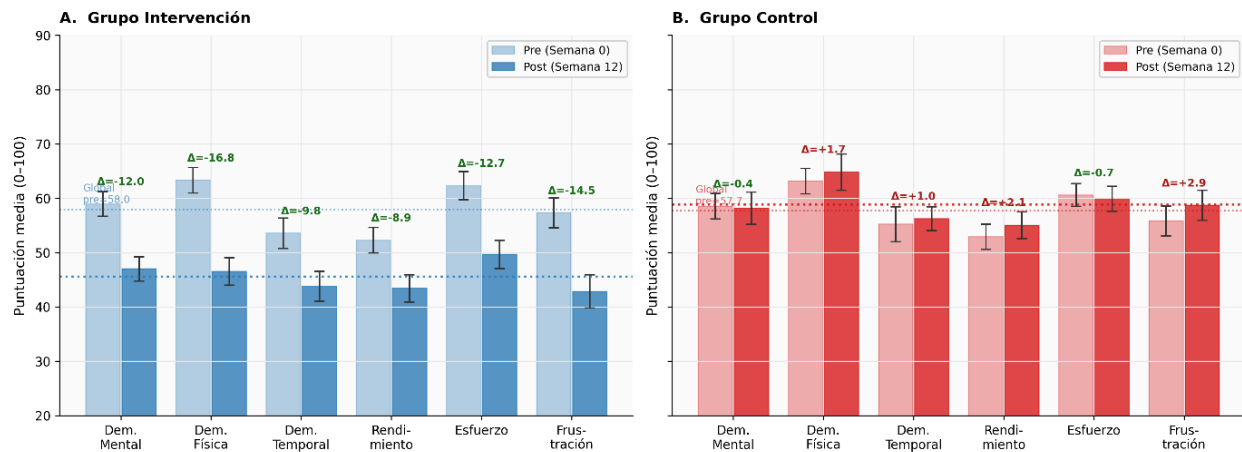 A.  Grupo Intervención
Puntuación media (0–100)
90
80
70
60
50
40
30
20
Pre (Semana 0)
Post (Semana 12)
Global
pre=58.0
Δ=-12.0
Δ=-16.8
Δ=-9.8
Δ=-8.9
Δ=-12.7
Δ=-14.5
Dem.
Mental
Dem.
Física
Dem.
Temporal
Rendi-
miento
Esfuerzo
Frus-
tración
B.  Grupo Control
Puntuación media (0–100)
Pre (Semana 0)
Post (Semana 12)
Global
pre=57.7
Δ=-0.4
Δ=+1.7
Δ=+1.0
Δ=+2.1
Δ=-0.7
Δ=+2.9
Dem.
Mental
Dem.
Física
Dem.
Temporal
Rendi-
miento
Esfuerzo
Frus-
tración